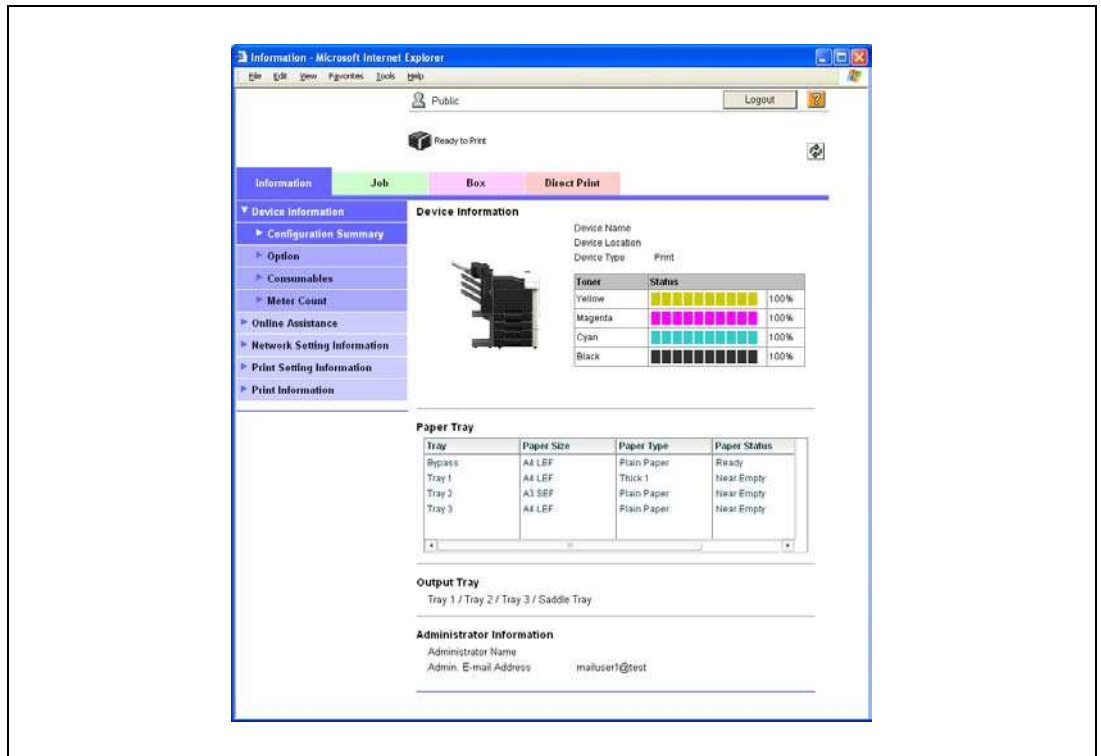 Information - Microsoft Internet Explorer
File Edit View Favorites Tools Help
Public Logout ?
Ready to Print
Information Job Box Direct Print
Device Information
Configuration Summary
Option
Consumables
Meter Count
Online Assistance
Network Setting Information
Print Setting Information
Print Information
Device Information
Device Name
Device Location
Device Type Print
Toner Status
Yellow 100%
Magenta 100%
Cyan 100%
Black 100%
Paper Tray
Tray Paper Size Paper Type Paper Status
Bypass A4 LEF Plain Paper Ready
Tray 1 A4 LEF Thick 1 Near Empty
Tray 2 A3 SEF Plain Paper Near Empty
Tray 3 A4 LEF Plain Paper Near Empty
Output Tray
Tray 1 / Tray 2 / Tray 3 / Saddle Tray
Administrator Information
Administrator Name
Admin. E-mail Address mailuser1@test